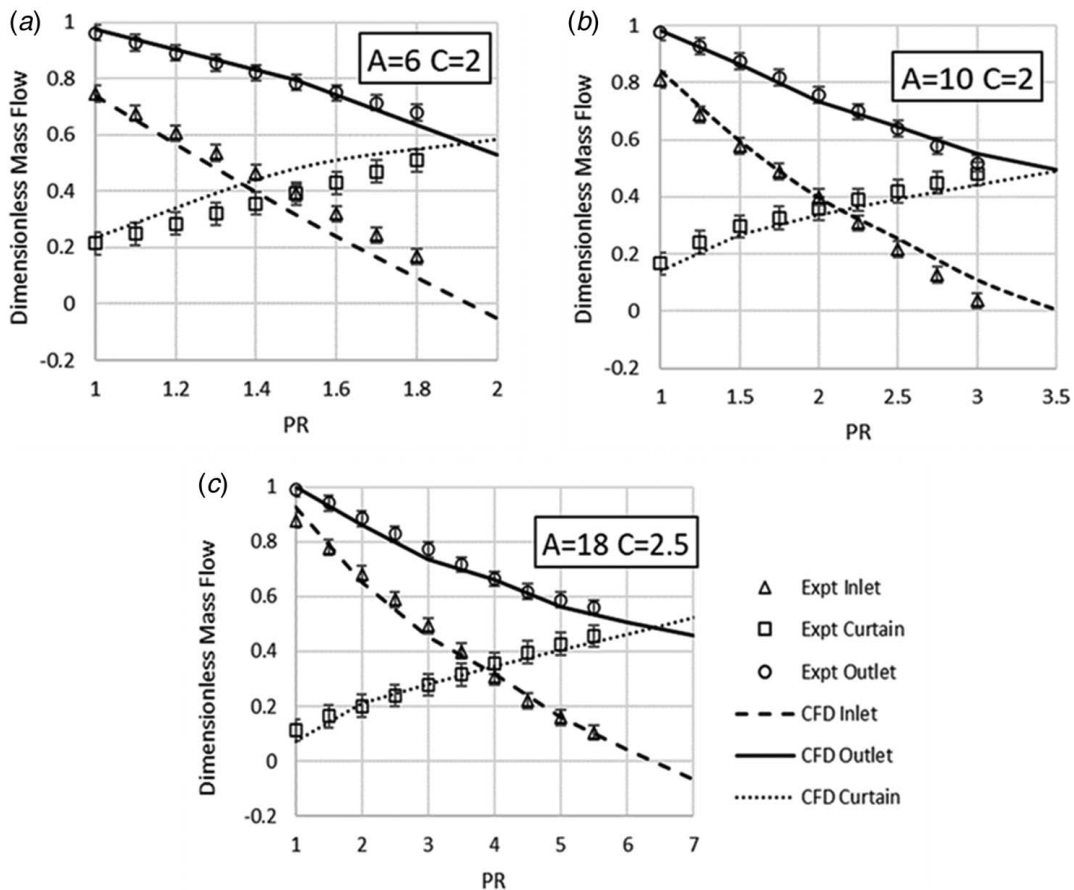 (a)
A=6 C=2
Dimensionless Mass Flow
1
0.8
0.6
0.4
0.2
0
-0.2
1 1.2 1.4 1.6 1.8 2
PR
(b)
A=10 C=2
Dimensionless Mass Flow
1
0.8
0.6
0.4
0.2
0
-0.2
1 1.5 2 2.5 3 3.5
PR
(c)
A=18 C=2.5
Dimensionless Mass Flow
1
0.8
0.6
0.4
0.2
0
-0.2
1 2 3 4 5 6 7
PR
Expt Inlet
Expt Curtain
Expt Outlet
CFD Inlet
CFD Outlet
CFD Curtain